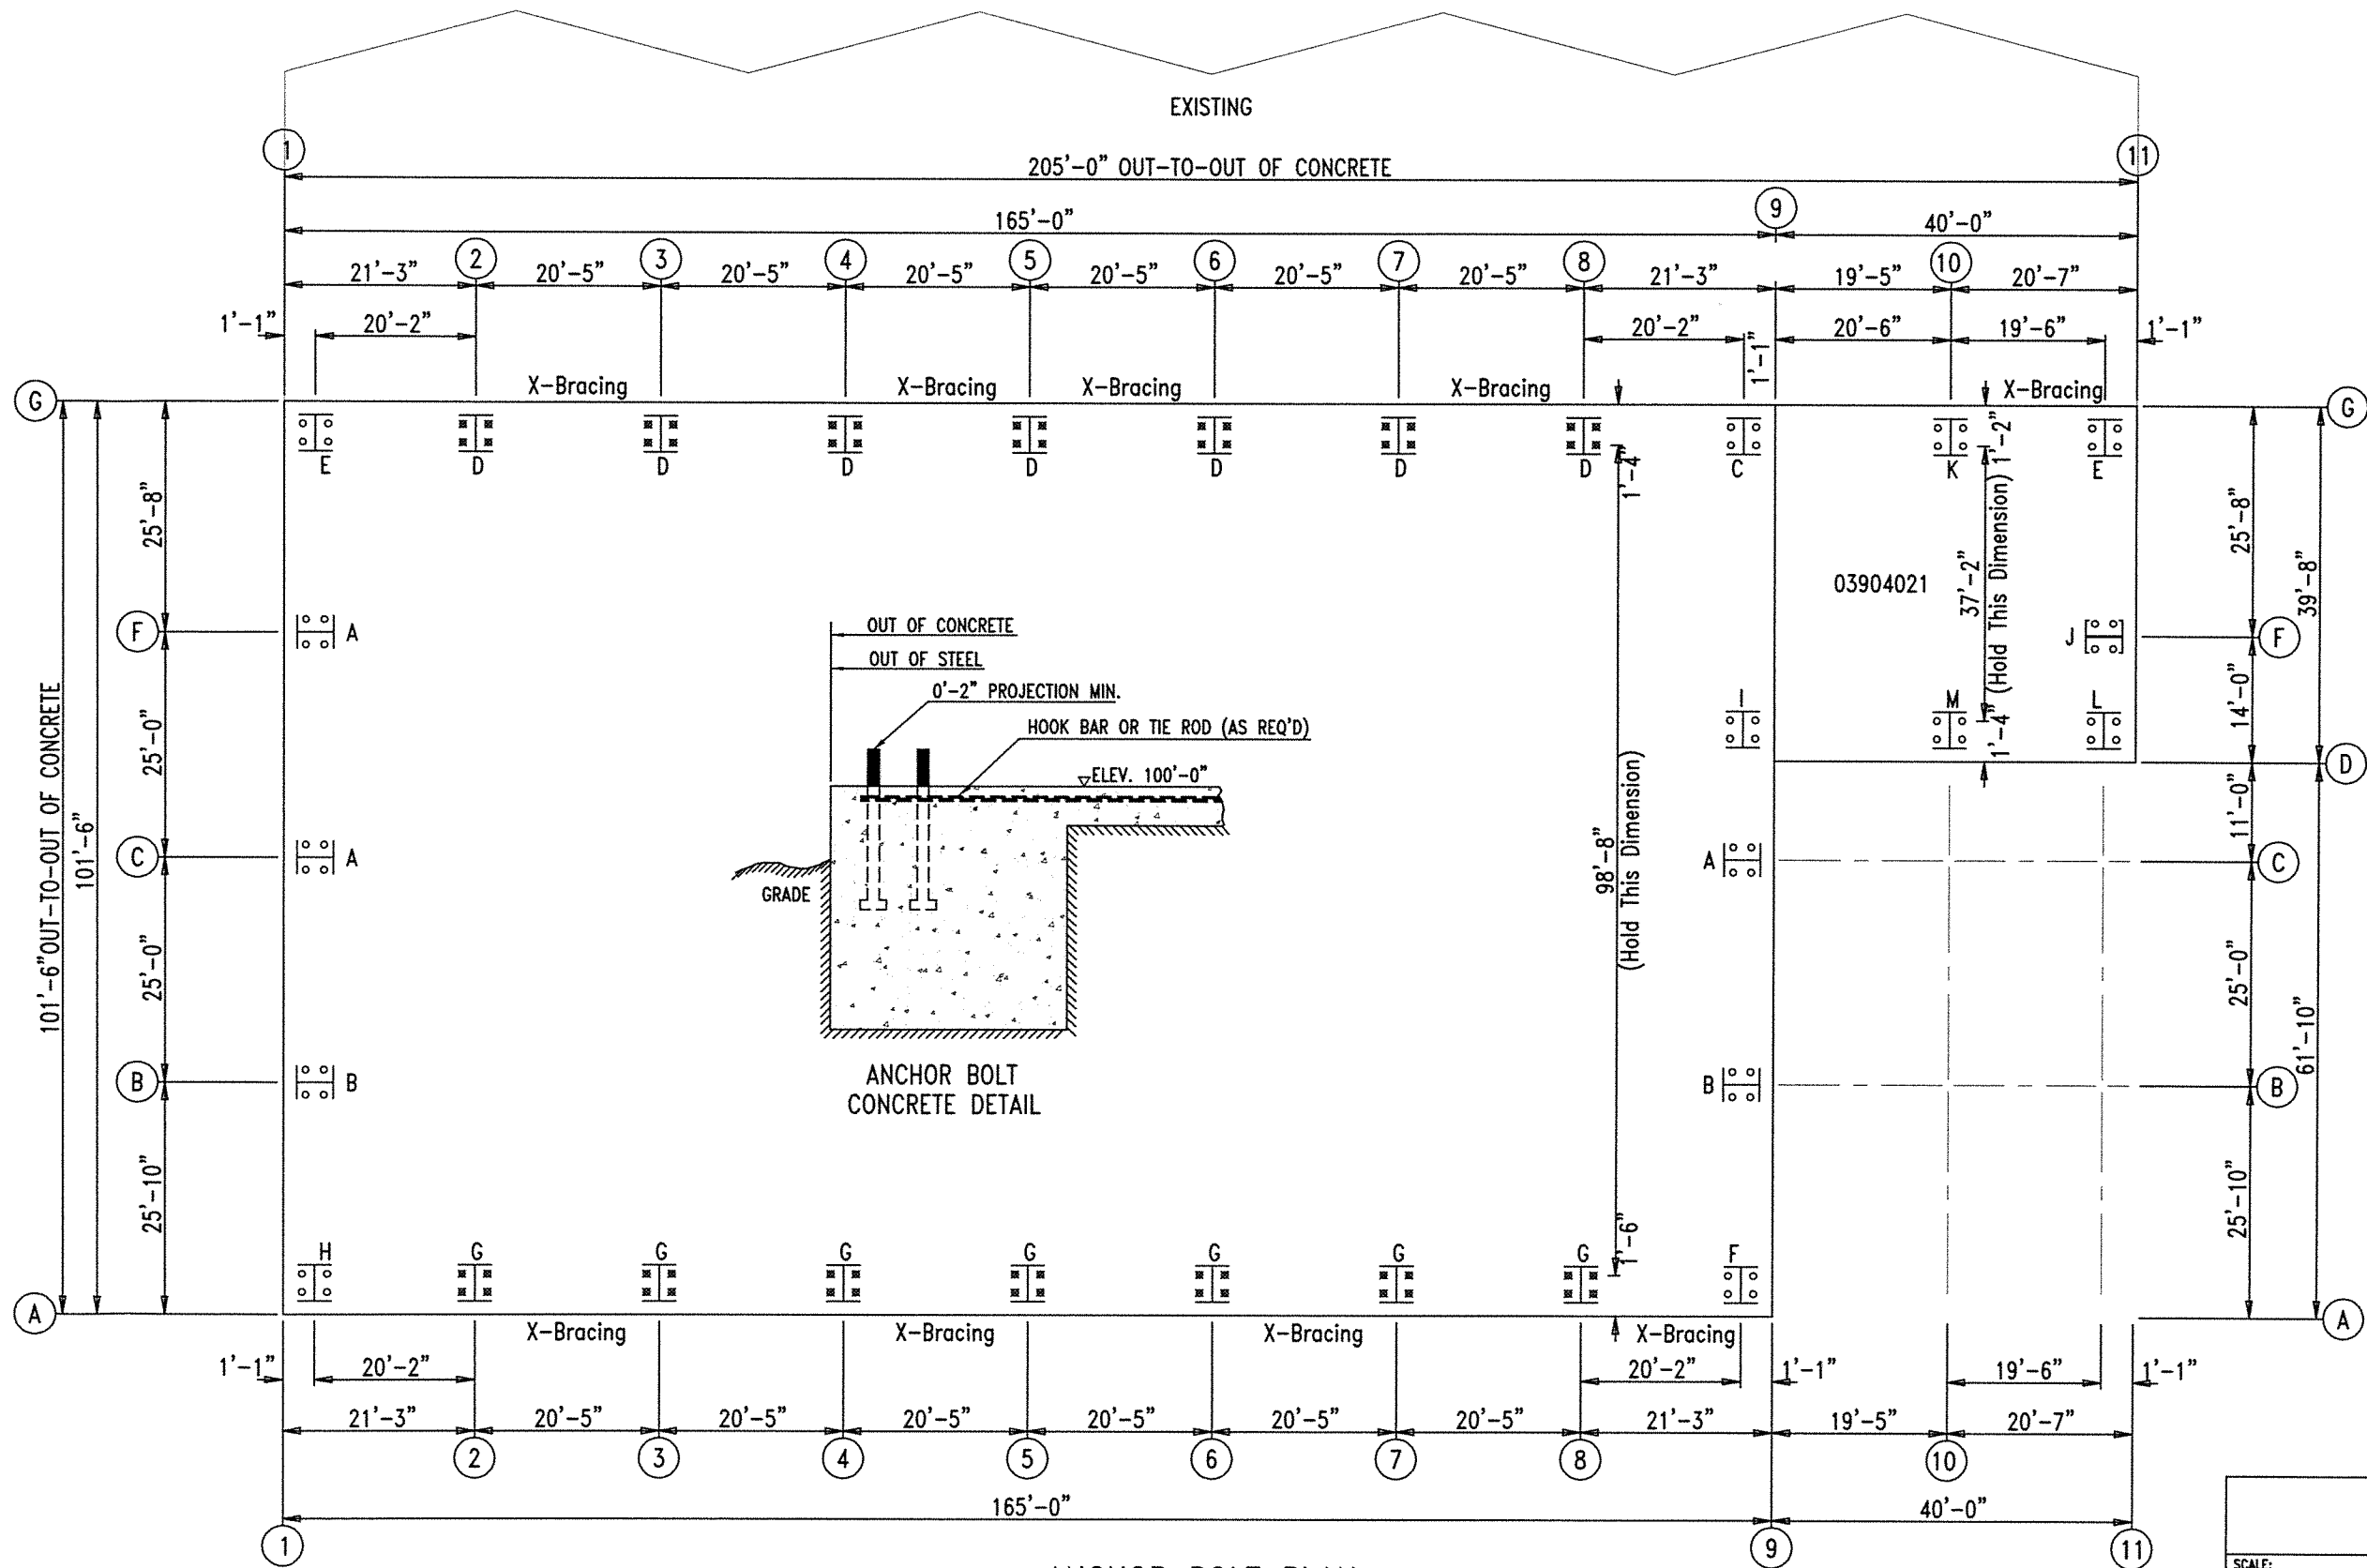 EXISTING
1
11
205'-0" OUT-TO-OUT OF CONCRETE
9
165'-0"
40'-0"
2
3
4
5
6
7
8
10
21'-3"
20'-5"
20'-5"
20'-5"
20'-5"
20'-5"
20'-5"
21'-3"
19'-5"
20'-7"
1'-1"
20'-2"
20'-2"
1'-1"
20'-6"
19'-6"
1'-1"
X-Bracing
X-Bracing
X-Bracing
X-Bracing
X-Bracing
G
G
E
D
D
D
D
D
D
D
C
K
E
101'-6"OUT-TO-OUT OF CONCRETE
101'-6"
25'-8"
25'-0"
25'-0"
25'-10"
F
A
C
A
B
B
A
OUT OF CONCRETE
OUT OF STEEL
0'-2" PROJECTION MIN.
HOOK BAR OR TIE ROD (AS REQ'D)
ELEV. 100'-0"
GRADE
ANCHOR BOLT
CONCRETE DETAIL
1'-4"
98'-8"
(Hold This Dimension)
1'-6"
03904021
1'-2"
37'-2"
(Hold This Dimension)
1'-4"
J
I
M
L
A
B
25'-8"
39'-8"
F
14'-0"
D
11'-0"
C
25'-0"
61'-10"
B
25'-10"
A
H
G
G
G
G
G
G
G
F
X-Bracing
X-Bracing
X-Bracing
X-Bracing
1'-1"
20'-2"
20'-2"
1'-1"
19'-6"
1'-1"
21'-3"
20'-5"
20'-5"
20'-5"
20'-5"
20'-5"
20'-5"
21'-3"
19'-5"
20'-7"
2
3
4
5
6
7
8
10
165'-0"
40'-0"
1
9
11
ANCHOR BOLT PLAN
SCALE: